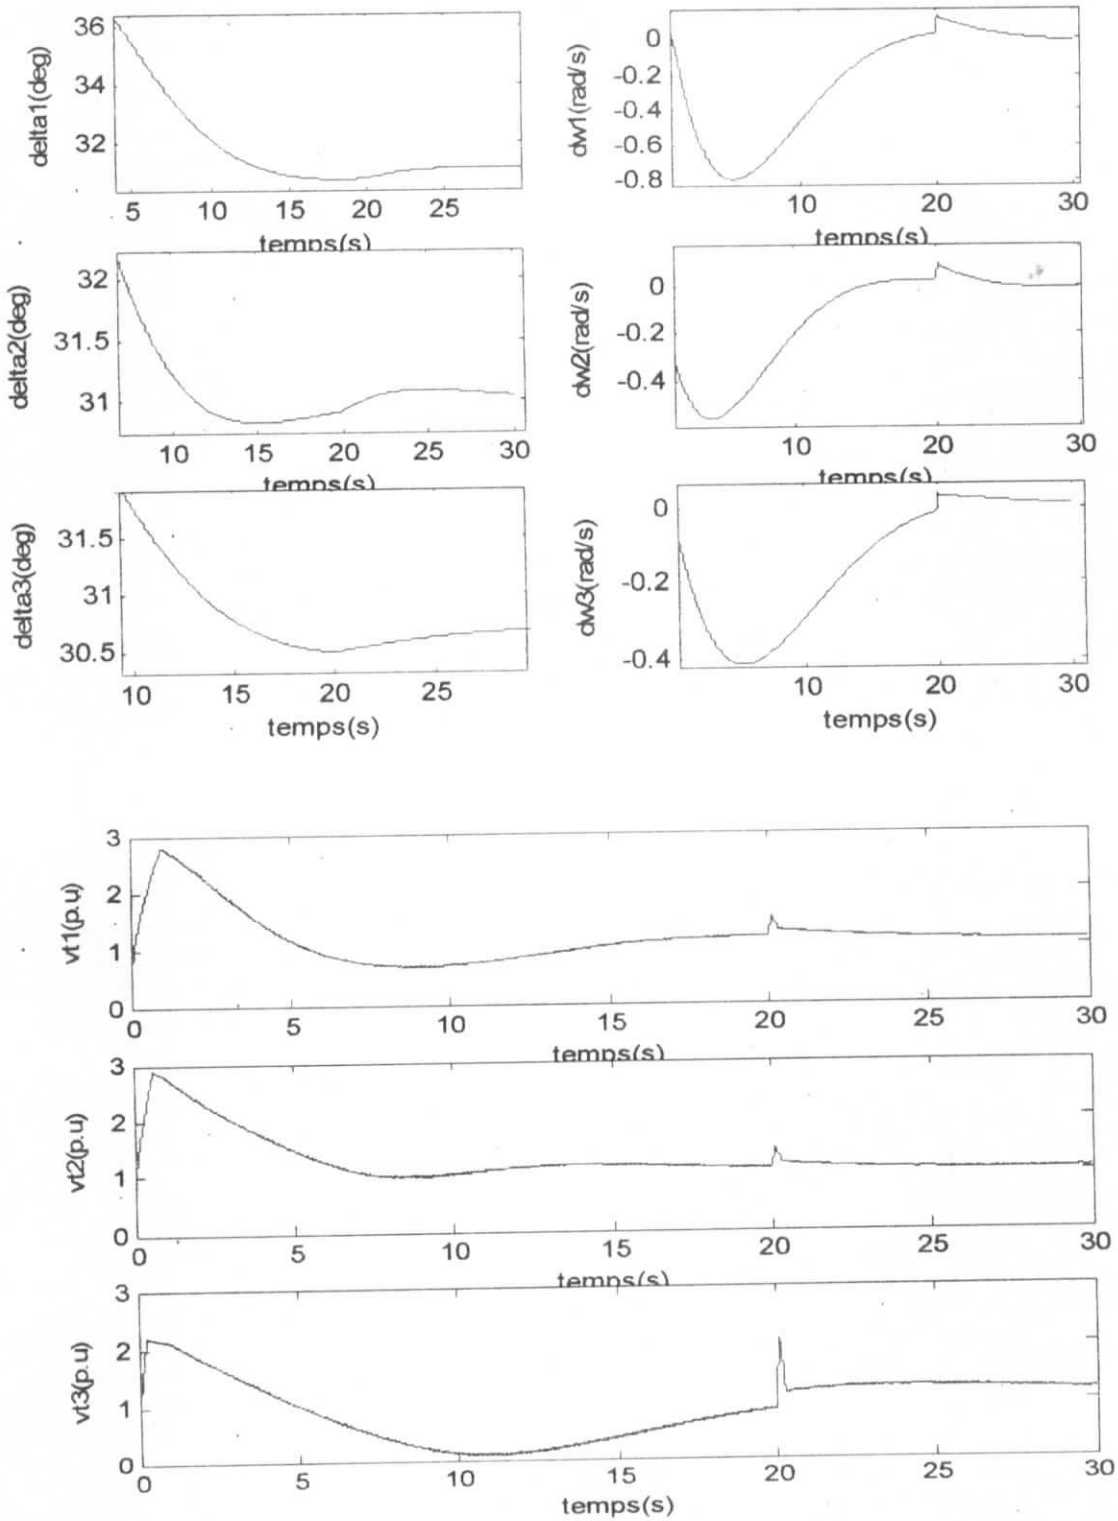 36
34
32
delta1(deg)
5 10 15 20 25
temps(s)
0
-0.2
-0.4
-0.6
-0.8
dw1(rad/s)
10 20 30
temps(s)
32
31.5
31
delta2(deg)
10 15 20 25 30
temps(s)
0
-0.2
-0.4
dw2(rad/s)
10 20 30
temps(s)
31.5
31
30.5
delta3(deg)
10 15 20 25
temps(s)
0
-0.2
-0.4
dw3(rad/s)
10 20 30
temps(s)
3
2
1
0
vt1(p.u)
0 5 10 15 20 25 30
temps(s)
3
2
1
0
vt2(p.u)
0 5 10 15 20 25 30
temps(s)
3
2
1
0
vt3(p.u)
0 5 10 15 20 25 30
temps(s)